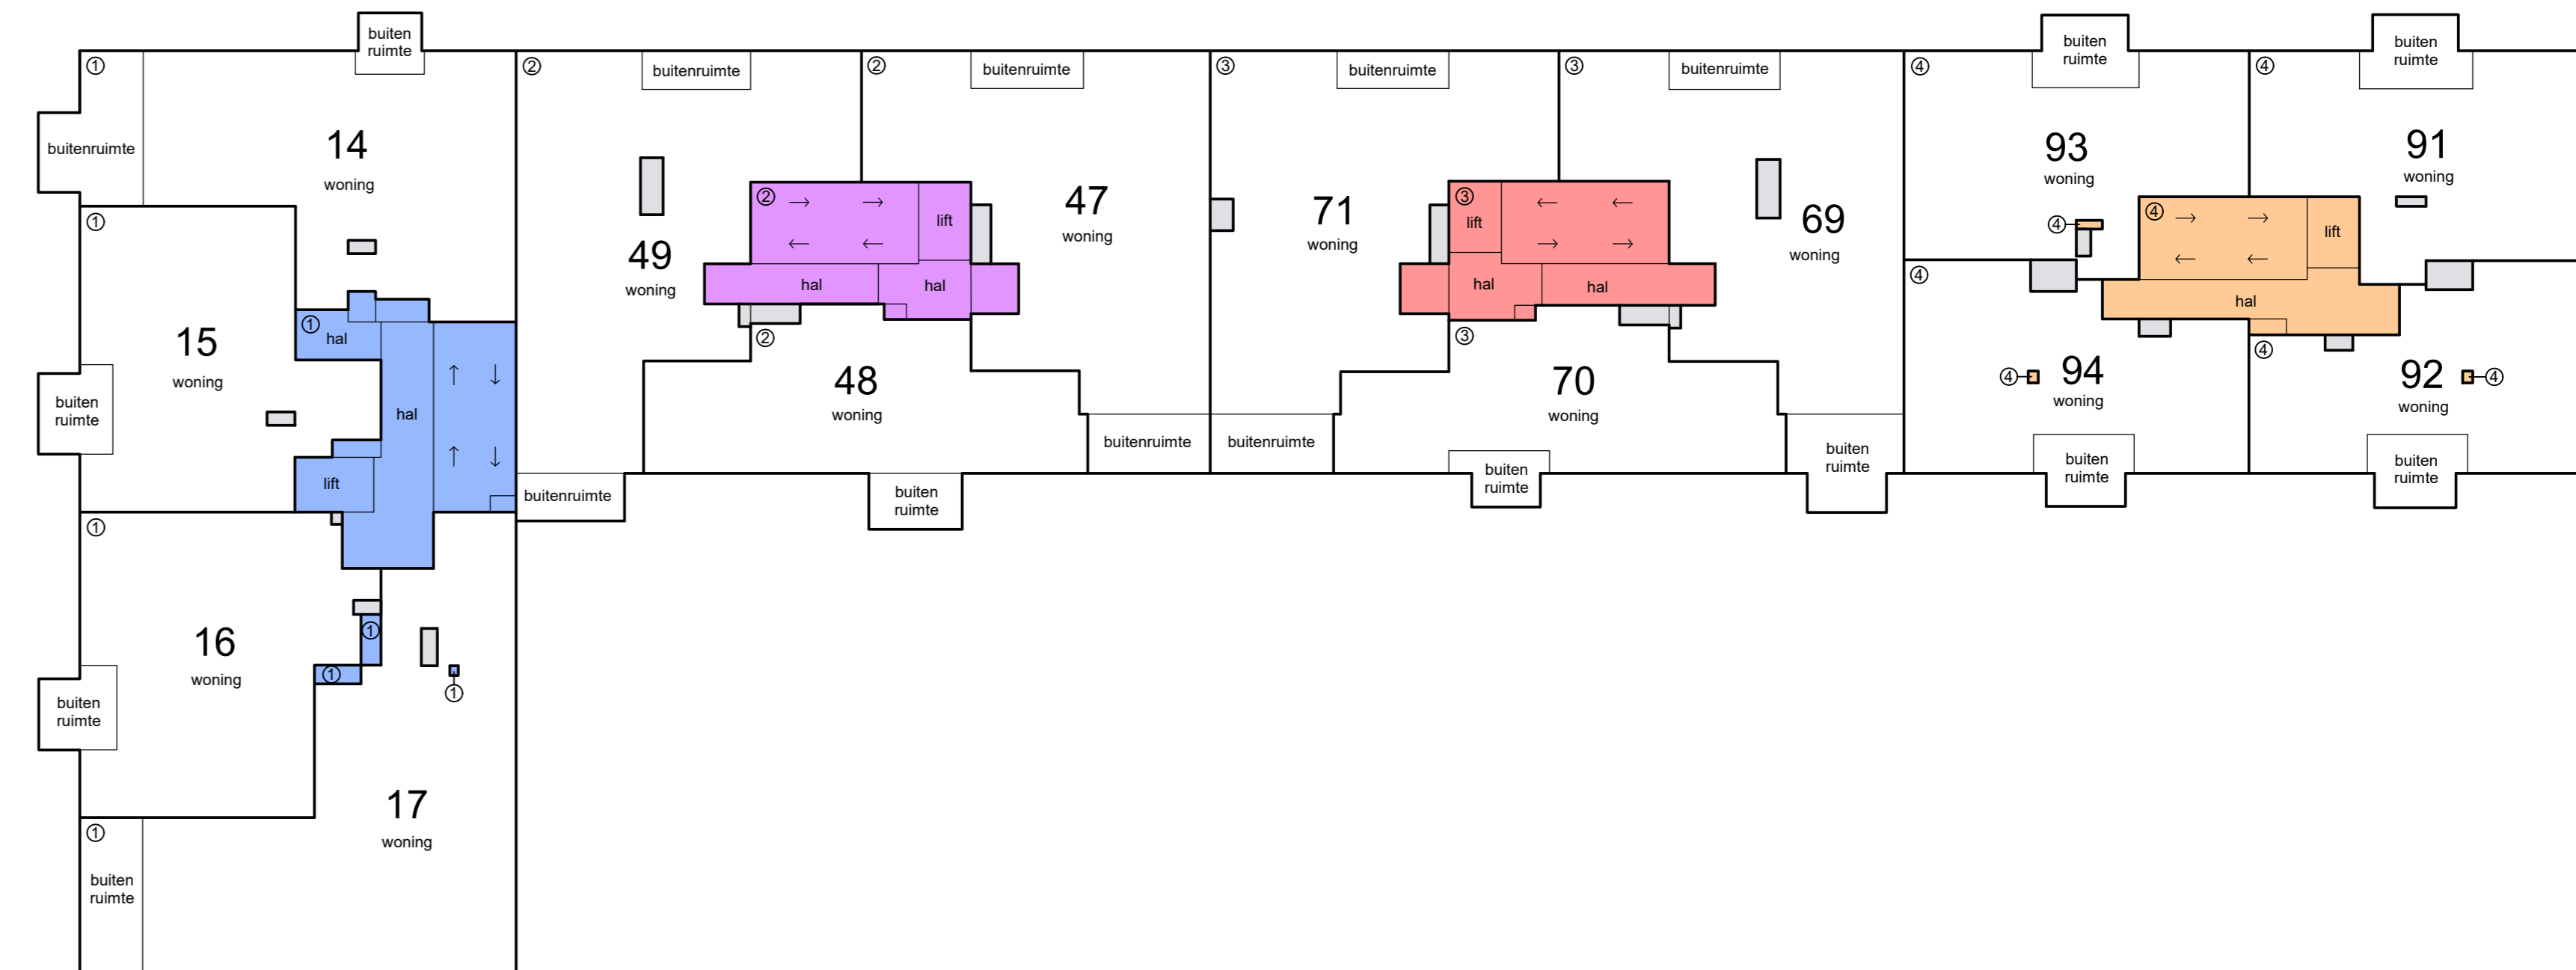 buiten
ruimte
①
buitenruimte
14
woning
①
15
woning
buiten
ruimte
①
hal
hal
lift
①
16
woning
buiten
ruimte
①
①
①
17
woning
①
buiten
ruimte
②
buitenruimte
49
woning
②
lift
hal
hal
②
48
woning
buitenruimte
buiten
ruimte
②
buitenruimte
47
woning
buitenruimte
③
buitenruimte
71
woning
buitenruimte
③
lift
hal
hal
③
70
woning
buiten
ruimte
③
buitenruimte
69
woning
buiten
ruimte
④
buiten
ruimte
93
woning
④
④
④
94
woning
buiten
ruimte
④
lift
hal
④
buiten
ruimte
91
woning
④
92
④
woning
buiten
ruimte